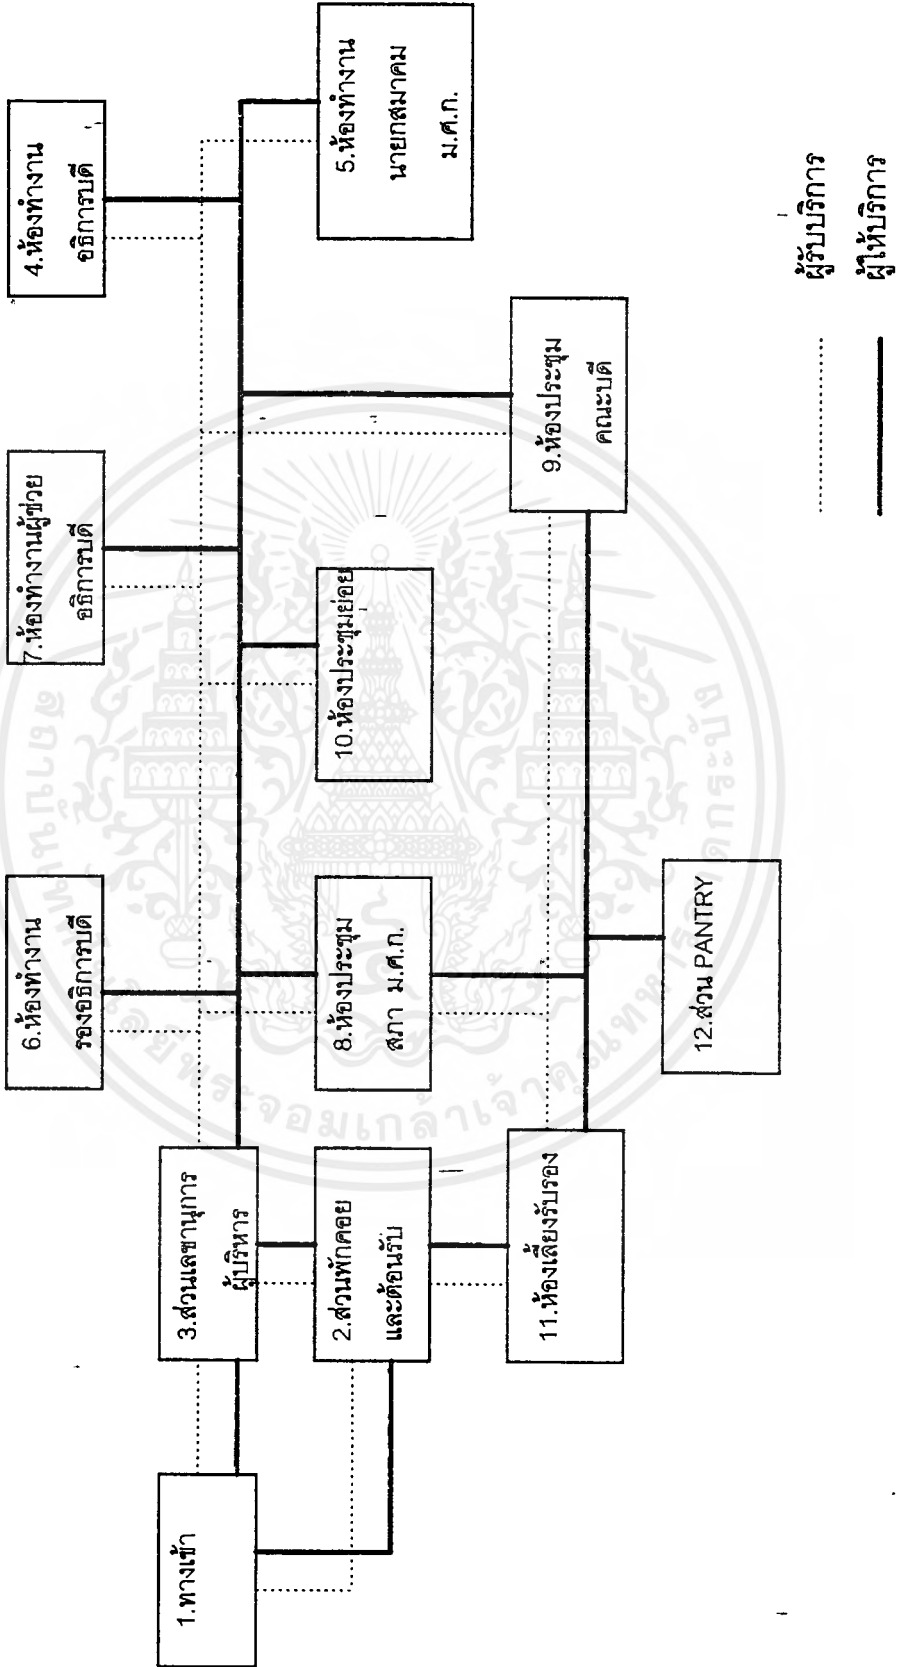 1.ทางเข้า
3.ส่วนเลขานุการ
ผู้บริหาร
2.ส่วนพักคอย
และต้อนรับ
6.ห้องทำงาน
รองอธิการบดี
7.ห้องทำงานผู้ช่วย
อธิการบดี
4.ห้องทำงาน
อธิการบดี
5.ห้องทำงาน
นายกสมาคม
ม.ศ.ก.
8.ห้องประชุม
สภา ม.ศ.ก.
10.ห้องประชุมย่อย
9.ห้องประชุม
คณะบดี
11.ห้องเลี้ยงรับรอง
12.ส่วน PANTRY
ผู้รับบริการ
ผู้ให้บริการ